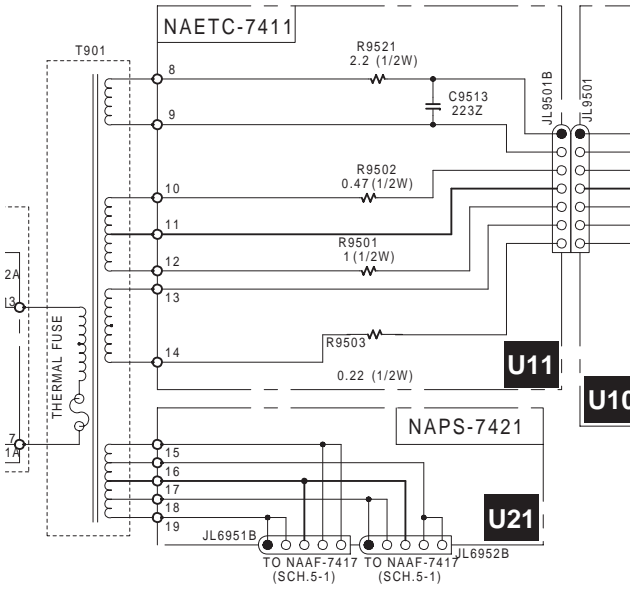 NAETC-7411
T901
R9521
2.2 (1/2W)
8
C9513
223Z
9
JL9501B
JL9501
R9502
0.47 (1/2W)
10
11
R9501
1 (1/2W)
12
13
2A
13
THERMAL FUSE
R9503
14
0.22 (1/2W)
U11
U10
7
1A
NAPS-7421
15
16
17
18
19
U21
JL6951B
JL6952B
TO NAAF-7417
(SCH.5-1)
TO NAAF-7417
(SCH.5-1)